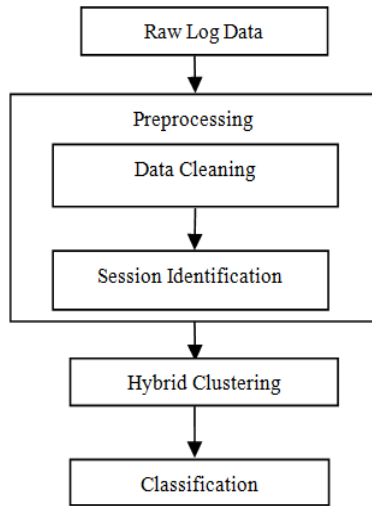 Raw Log Data
Preprocessing
Data Cleaning
Session Identification
Hybrid Clustering
Classification